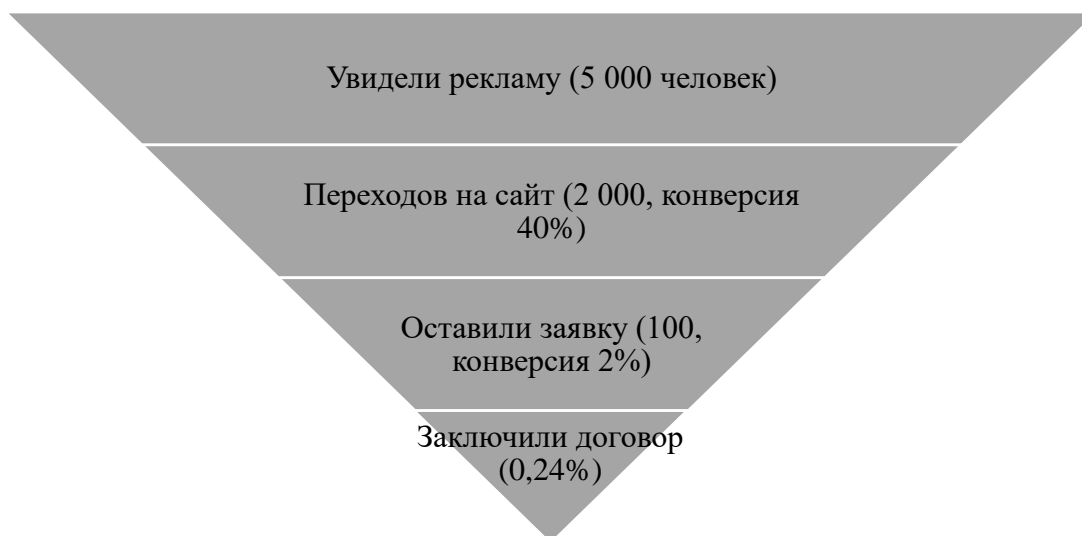 Увидели рекламу (5 000 человек)
Переходов на сайт (2 000, конверсия
40%)
Оставили заявку (100,
конверсия 2%)
Заключили договор
(0,24%)